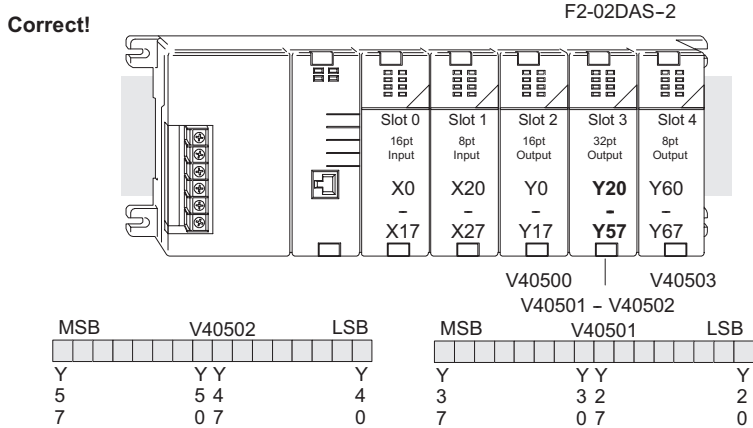 F2-02DAS-2
Correct!
Slot 0 Slot 1 Slot 2 Slot 3 Slot 4
16pt Input 8pt Input 16pt Output 32pt Output 8pt Output
X0 X20 Y0 Y20 Y60
- - - - -
X17 X27 Y17 Y57 Y67
V40500 V40503
V40501 - V40502
MSB V40502 LSB MSB V40501 LSB
Y Y Y Y Y Y Y Y
5 5 4 4 3 3 2 2
7 0 7 0 7 0 7 0